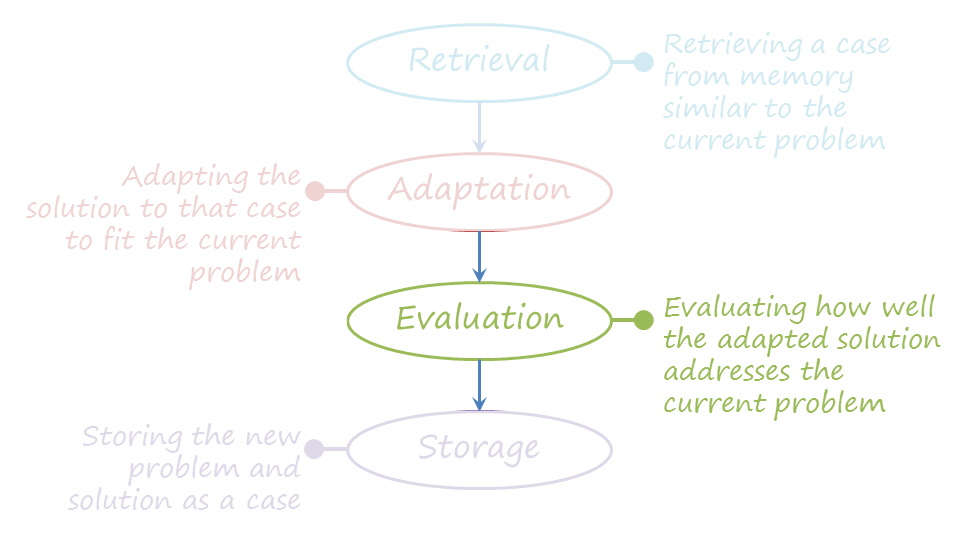 Retrieval
Retrieving a case
from memory
similar to the
current problem
Adaptation
Adapting the
solution to that case
to fit the current
problem
Evaluation
Evaluating how well
the adapted solution
addresses the
current problem
Storage
Storing the new
problem and
solution as a case